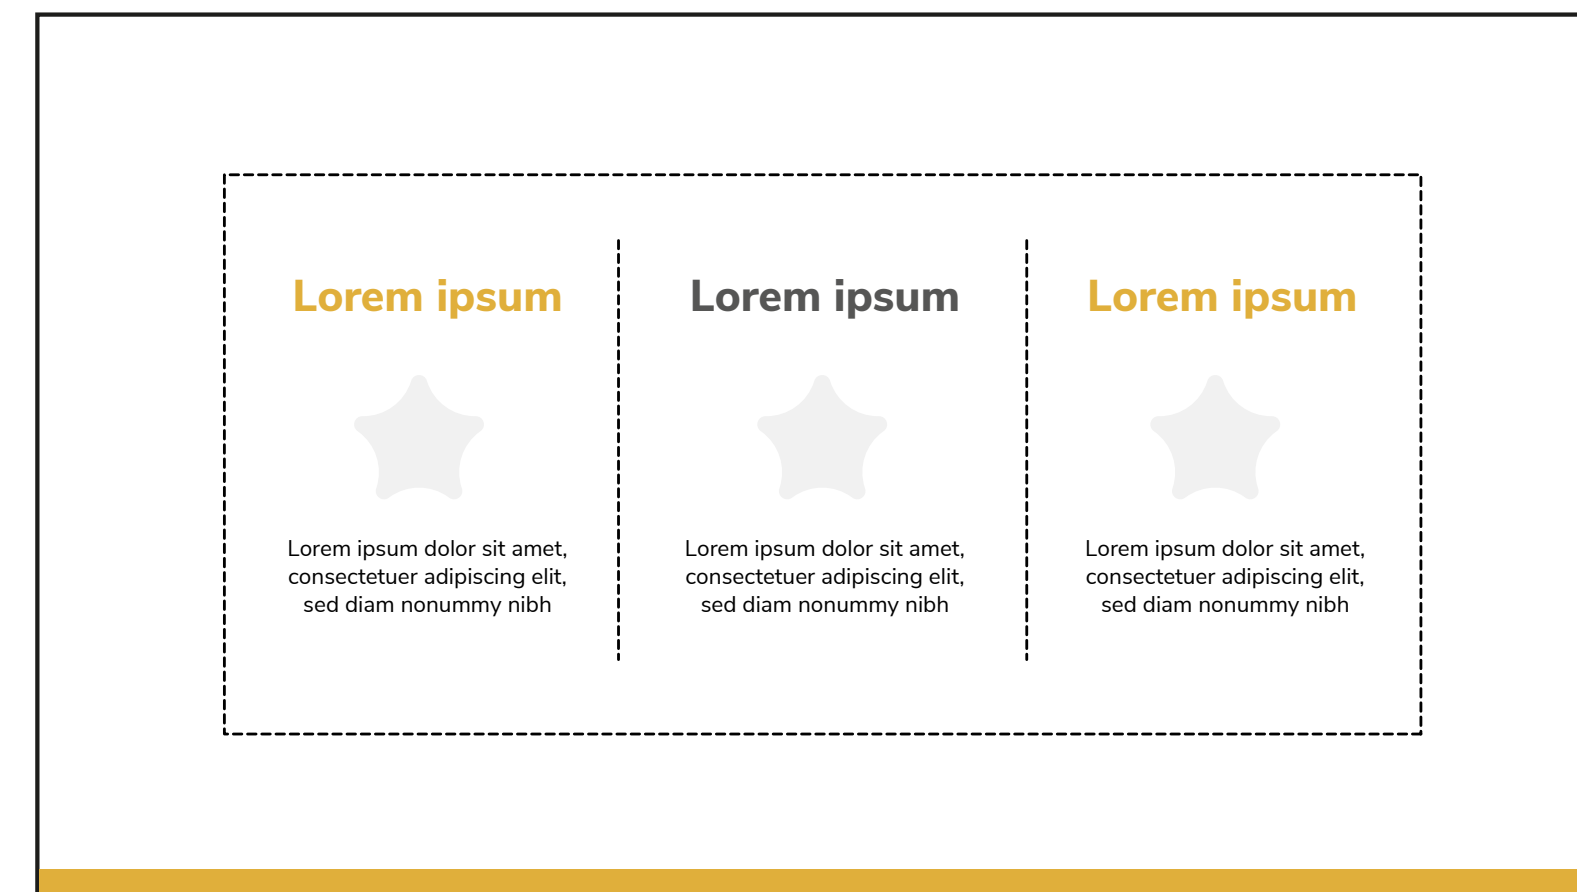 Lorem ipsum
Lorem ipsum dolor sit amet,
consectetuer adipiscing elit,
sed diam nonummy nibh
Lorem ipsum
Lorem ipsum dolor sit amet,
consectetuer adipiscing elit,
sed diam nonummy nibh
Lorem ipsum
Lorem ipsum dolor sit amet,
consectetuer adipiscing elit,
sed diam nonummy nibh